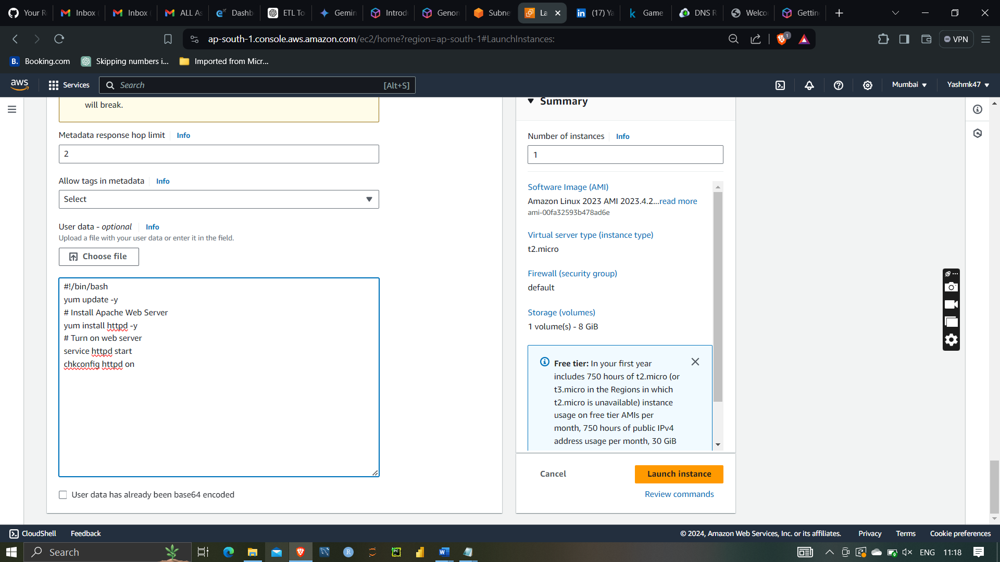 Your R
Inbox
Inbox
ALL As
Dashb
ETL To
Gemin
Introd
Genon
Subne
La
(17) Ya
Game
DNS R
Welco
Gettin
ap-south-1.console.aws.amazon.com/ec2/home?region=ap-south-1#LaunchInstances:
1
VPN
B. Booking.com
Skipping numbers i...
Imported from Micr...
aws
Services
Search
[Alt+S]
Mumbai
Yashmk47
will break.
Metadata response hop limit
Info
2
Allow tags in metadata
Info
Select
User data - optional
Info
Upload a file with your user data or enter it in the field.
Choose file
#!/bin/bash
yum update -y
# Install Apache Web Server
yum install httpd -y
# Turn on web server
service httpd start
chkconfig httpd on
User data has already been base64 encoded
Summary
Number of instances
Info
1
Software Image (AMI)
Amazon Linux 2023 AMI 2023.4.2...read more
ami-00fa32593b478ad6e
Virtual server type (instance type)
t2.micro
Firewall (security group)
default
Storage (volumes)
1 volume(s) - 8 GiB
Free tier: In your first year
includes 750 hours of t2.micro (or
t3.micro in the Regions in which
t2.micro is unavailable) instance
usage on free tier AMIs per
month, 750 hours of public IPv4
address usage per month, 30 GiB
Cancel
Launch instance
Review commands
CloudShell
Feedback
© 2024, Amazon Web Services, Inc. or its affiliates.
Privacy
Terms
Cookie preferences
Search
ENG
11:18